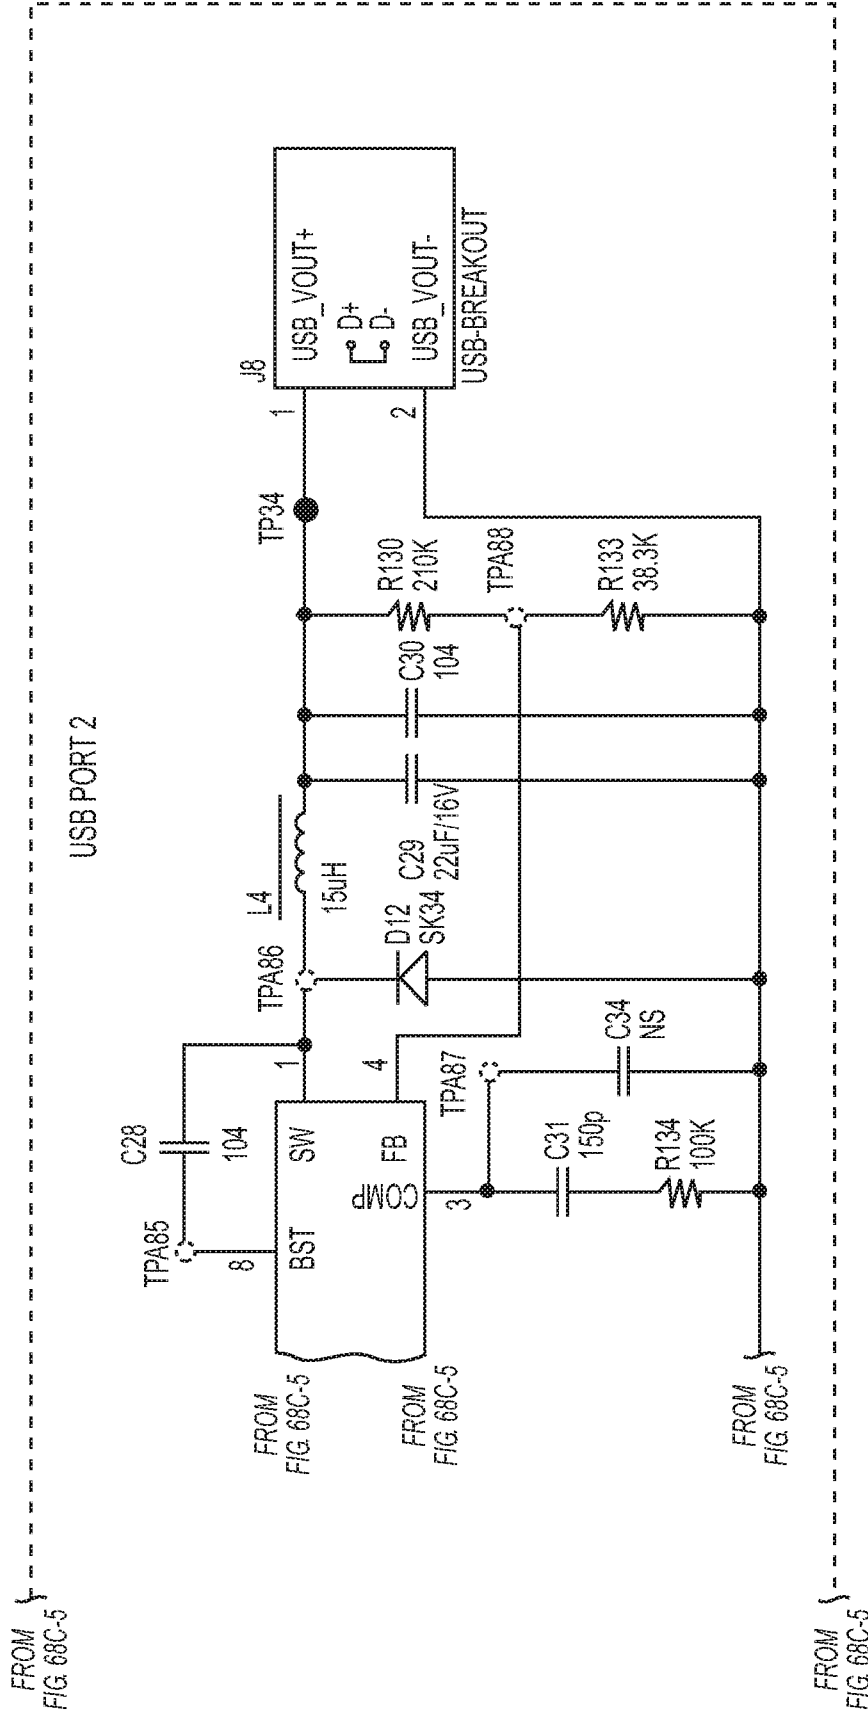 USB PORT 2
C28
104
TPA85
8
BST
SW
1
FB
4
COMP
3
TPA86
L4
15uH
D12
SK34
C29
22uF/16V
C30
104
R130
210K
TP34
TPA88
R133
38.3K
TPA87
C34
NS
C31
150p
R134
100K
J8
1
2
USB_VOUT+
D+
D-
USB_VOUT-
USB-BREAKOUT
FROM
FIG. 68C-5
FROM
FIG. 68C-5
FROM
FIG. 68C-5
FROM
FIG. 68C-5
FROM
FIG. 68C-5